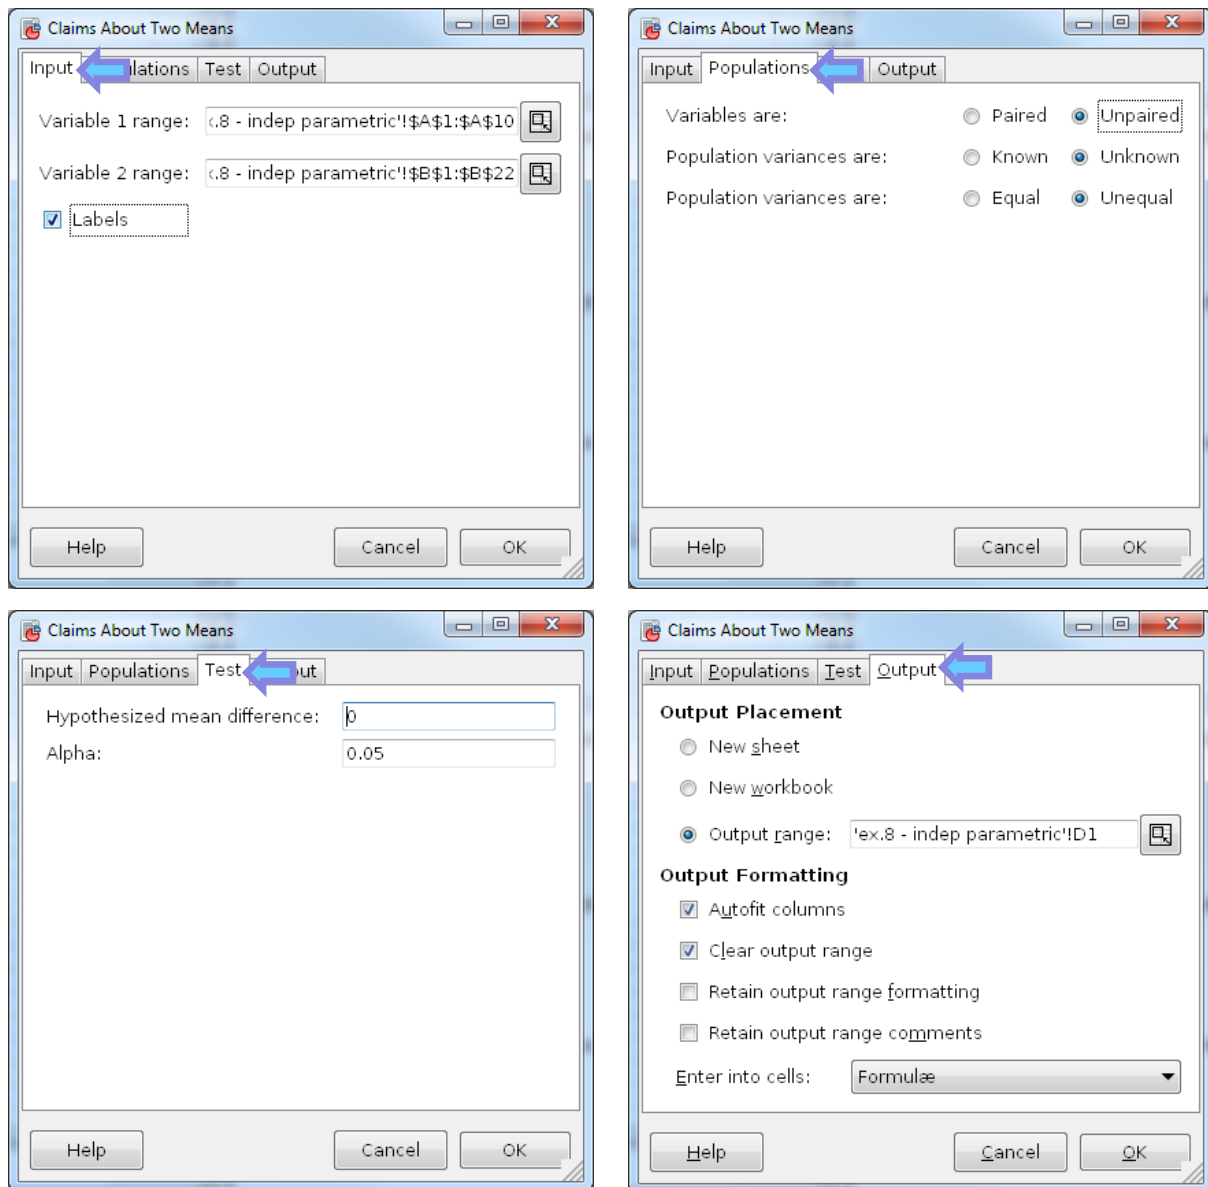 Claims About Two Means
Input lations Test Output
Variable 1 range: .8 - indep parametric'!$A$1:$A$10
Variable 2 range: .8 - indep parametric'!$B$1:$B$22
Labels
Help Cancel OK
Claims About Two Means
Input Populations Output
Variables are: Paired Unpaired
Population variances are: Known Unknown
Population variances are: Equal Unequal
Help Cancel OK
Claims About Two Means
Input Populations Test ut
Hypothesized mean difference: 0
Alpha: 0.05
Help Cancel OK
Claims About Two Means
Input Populations Test Output
Output Placement
New sheet
New workbook
Output range: 'ex.8 - indep parametric'!D1
Output Formatting
Autofit columns
Clear output range
Retain output range formatting
Retain output range comments
Enter into cells: Formulæ
Help Cancel OK